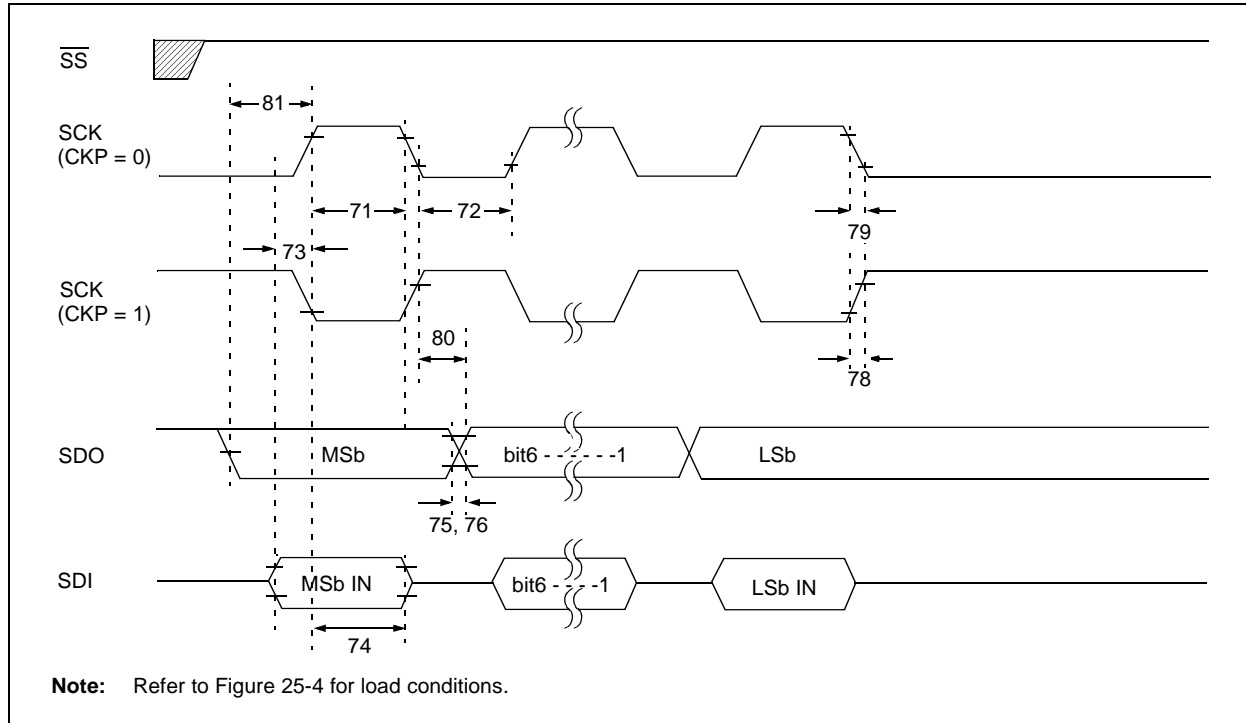 SS
81
SCK
(CKP = 0)
71
72
79
73
SCK
(CKP = 1)
80
78
SDO
MSb
bit6 - - - - - -1
LSb
75, 76
SDI
MSb IN
bit6 - - - - -1
LSb IN
74
Note: Refer to Figure 25-4 for load conditions.